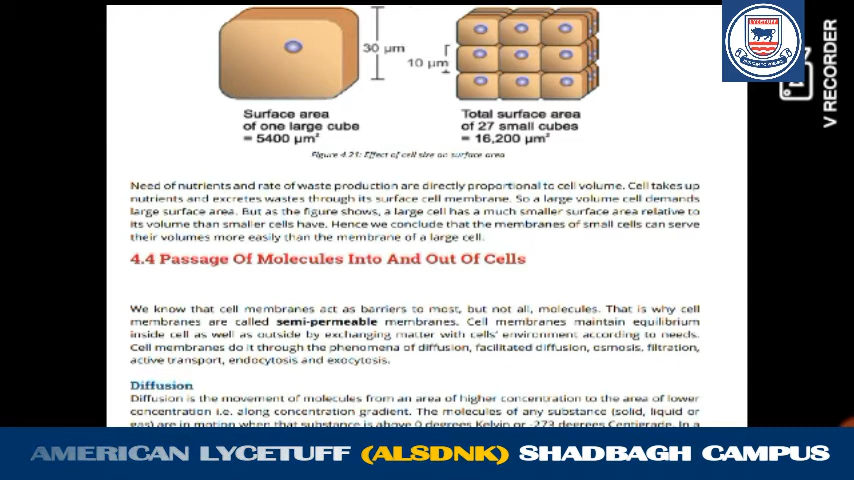 30 µm
10 µm
Surface area
of one large cube
= 5400 µm²
Total surface area
of 27 small cubes
= 16,200 µm²
Figure 4.21: Effect of cell size on surface area
Need of nutrients and rate of waste production are directly proportional to cell volume. Cell takes up
nutrients and excretes wastes through its surface cell membrane. So a large volume cell demands
large surface area. But as the figure shows, a large cell has a much smaller surface area relative to
its volume than smaller cells have. Hence we conclude that the membranes of small cells can serve
their volumes more easily than the membrane of a large cell.
4.4 Passage Of Molecules Into And Out Of Cells
We know that cell membranes act as barriers to most, but not all, molecules. That is why cell
membranes are called semi-permeable membranes. Cell membranes maintain equilibrium
inside cell as well as outside by exchanging matter with cells' environment according to needs.
Cell membranes do it through the phenomena of diffusion, facilitated diffusion, osmosis, filtration,
active transport, endocytosis and exocytosis.
Diffusion
Diffusion is the movement of molecules from an area of higher concentration to the area of lower
concentration i.e. along concentration gradient. The molecules of any substance (solid, liquid or
gas) are in motion when that substance is above 0 degrees Kelvin or -273 degrees Centigrade. In a
LYCETUFF
V RECORDER
AMERICAN LYCETUFF (ALSDNK) SHADBAGH CAMPUS